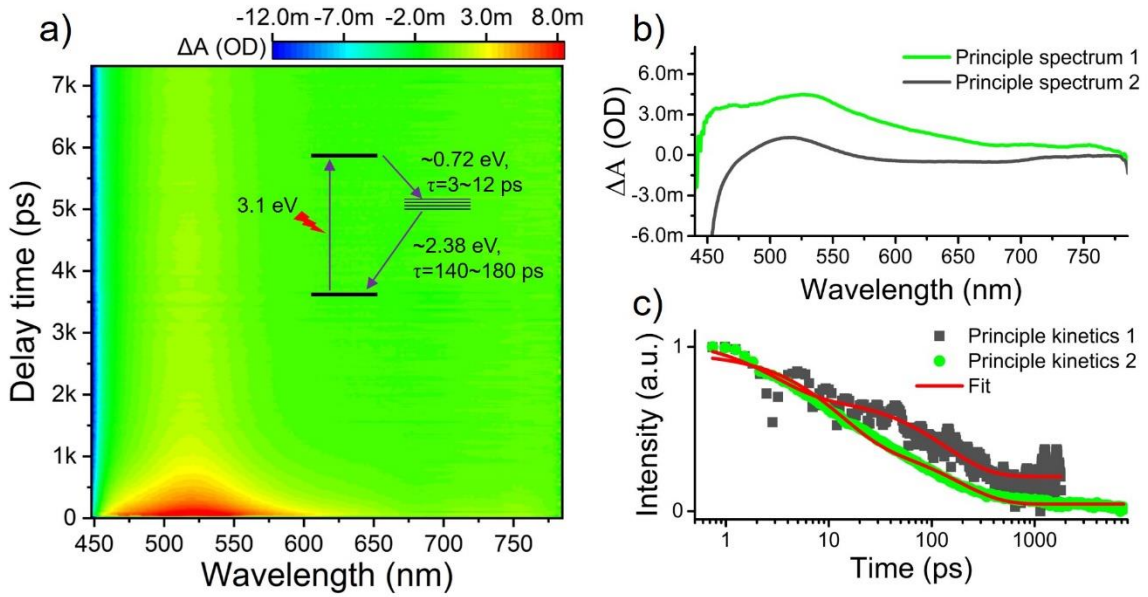 a)
-12.0m -7.0m -2.0m 3.0m 8.0m
ΔA (OD)
7k
6k
5k
4k
3k
2k
1k
0
Delay time (ps)
~0.72 eV,
τ=3~12 ps
3.1 eV
~2.38 eV,
τ=140~180 ps
450 500 550 600 650 700 750
Wavelength (nm)
b)
Principle spectrum 1
Principle spectrum 2
6.0m
3.0m
0.0
-3.0m
-6.0m
ΔA (OD)
450 500 550 600 650 700 750
Wavelength (nm)
c)
Principle kinetics 1
Principle kinetics 2
Fit
1
0
Intensity (a.u.)
1 10 100 1000
Time (ps)